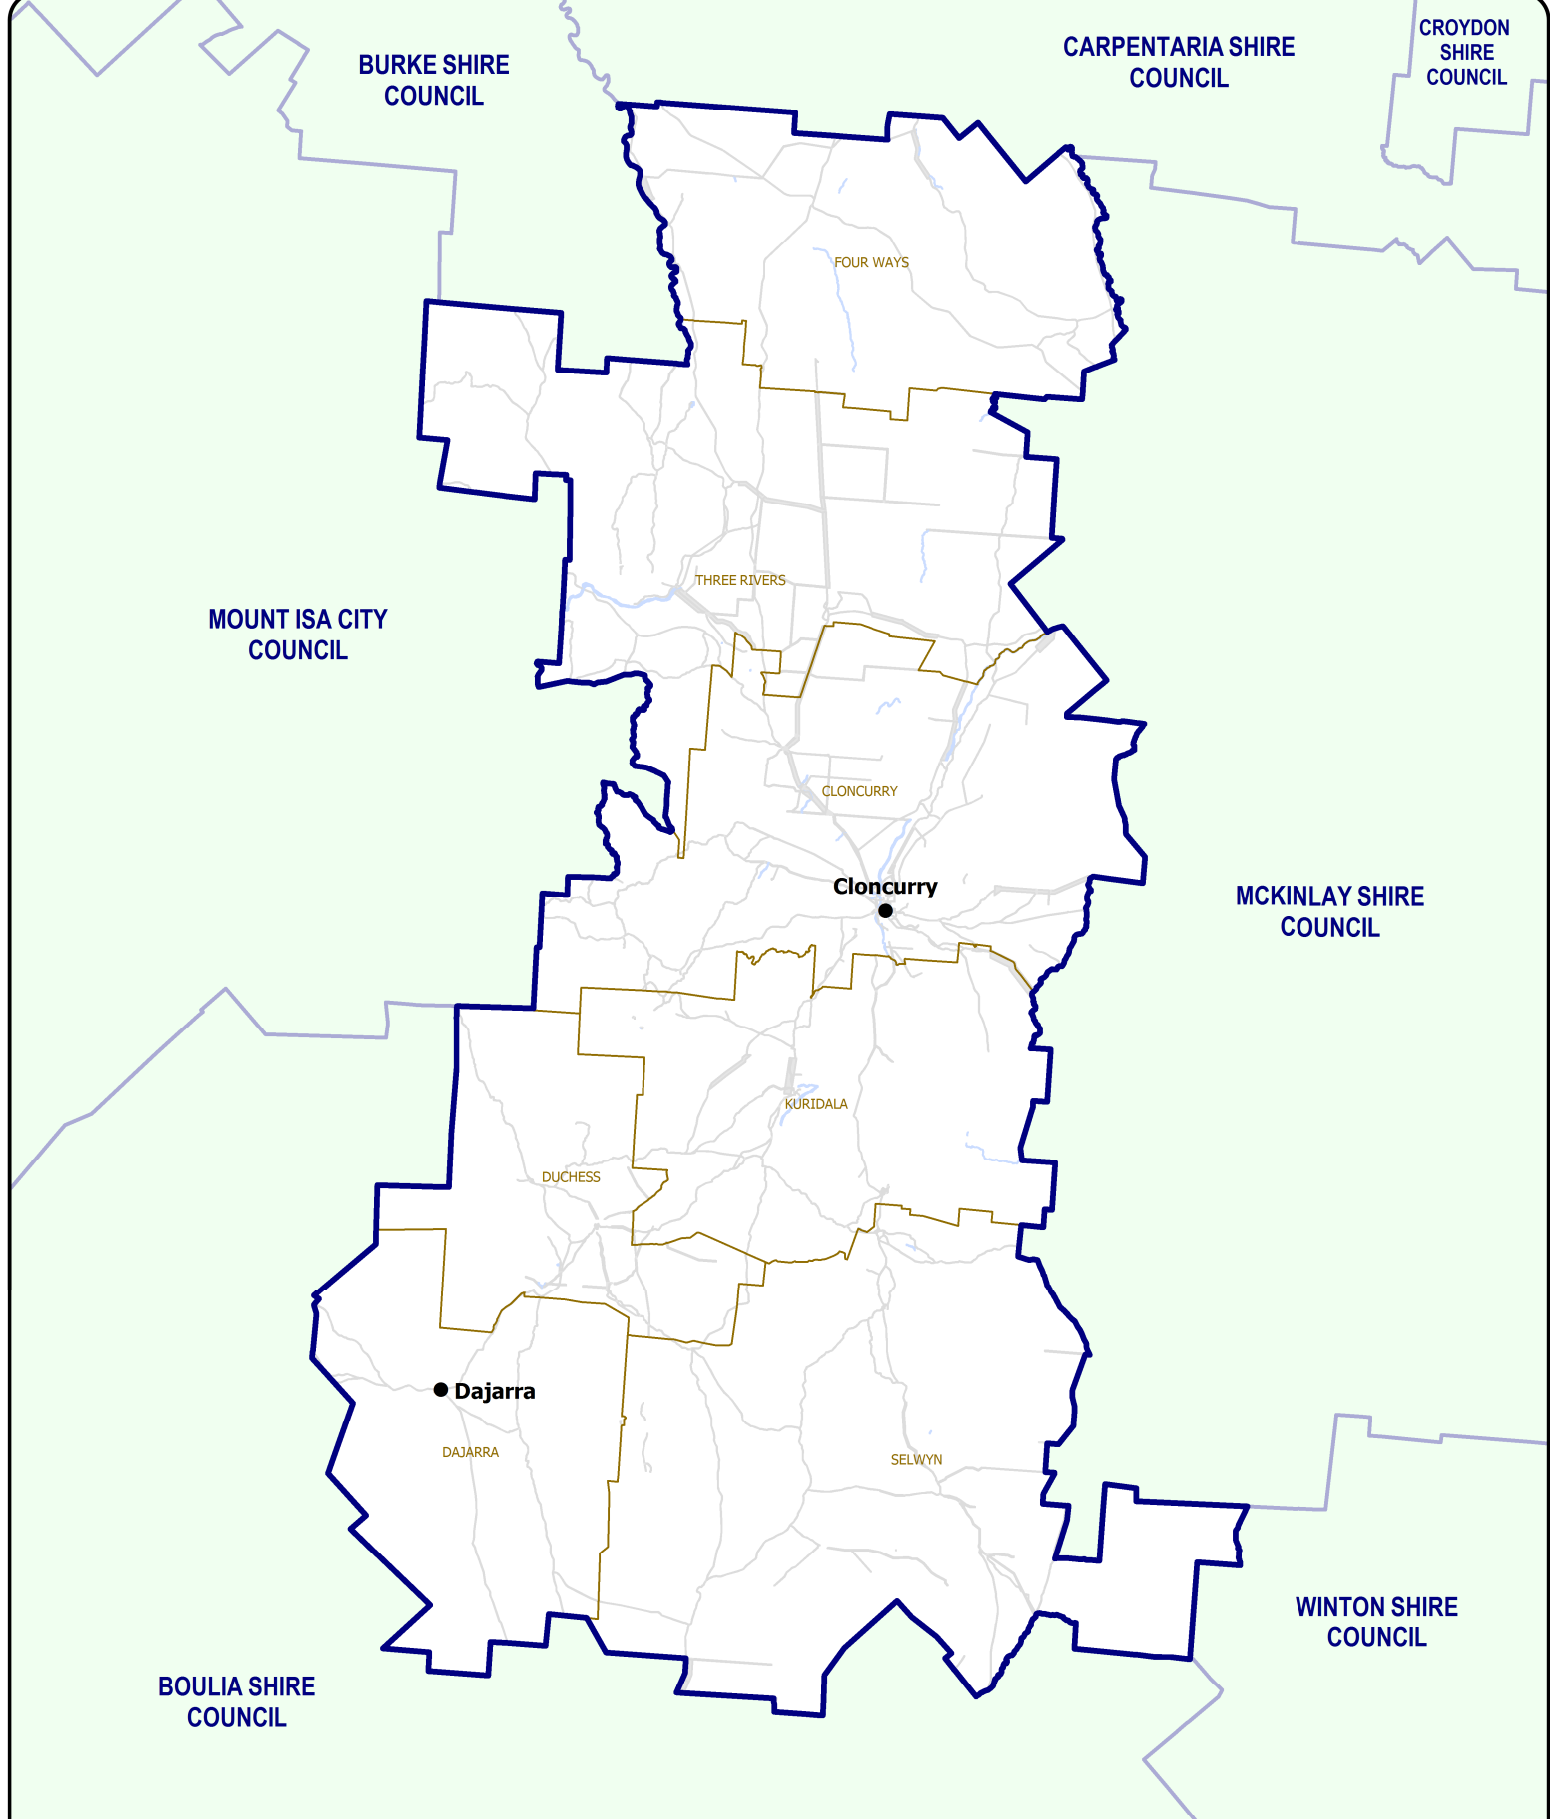 CROYDON
SHIRE
COUNCIL
CARPENTARIA SHIRE
COUNCIL
BURKE SHIRE
COUNCIL
FOUR WAYS
THREE RIVERS
MOUNT ISA CITY
COUNCIL
CLONCURRY
Cloncurry
MCKINLAY SHIRE
COUNCIL
KURIDALA
DUCHESS
Dajarra
DAJARRA
SELWYN
WINTON SHIRE
COUNCIL
BOULIA SHIRE
COUNCIL